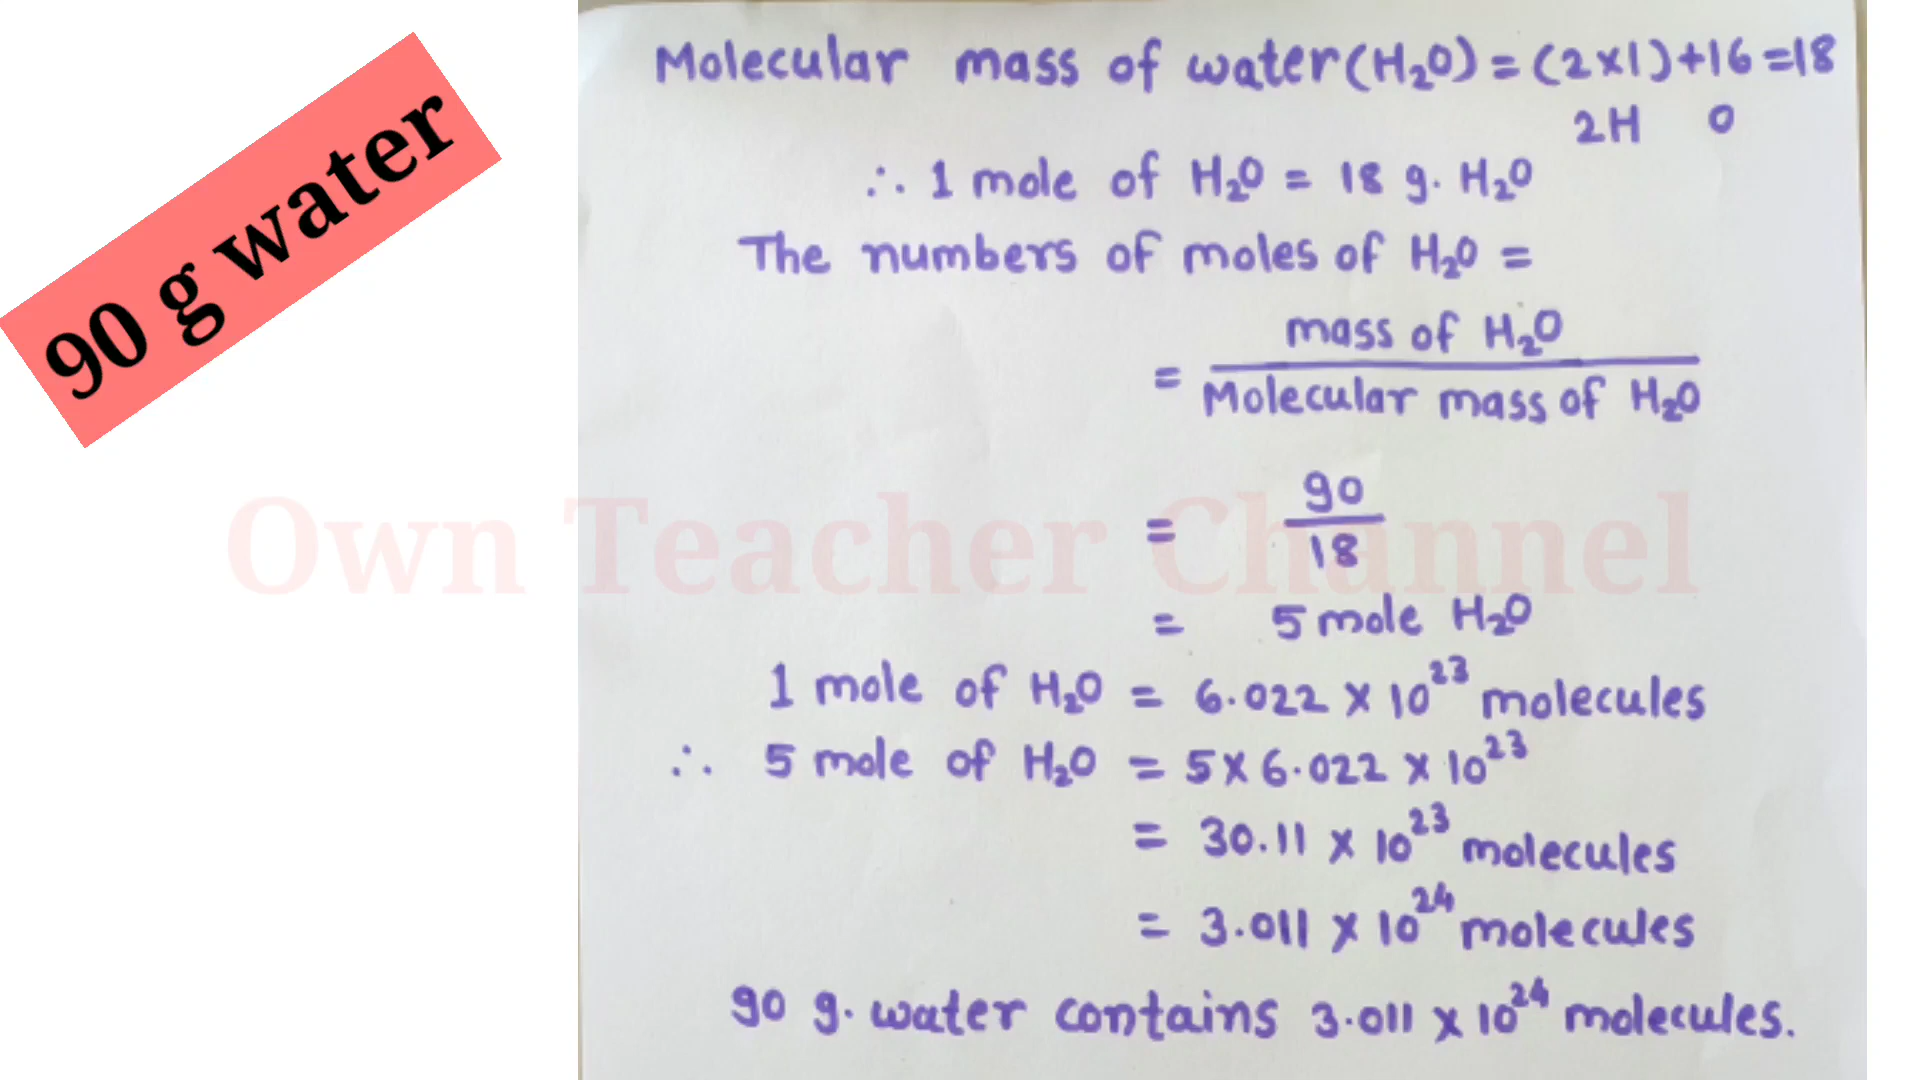 90 g water
Molecular mass of water(H₂O) = (2×1)+16 =18
2H O
∴ 1 mole of H₂O = 18 g. H₂O
The numbers of moles of H₂O =
= mass of H₂O
Molecular mass of H₂O
= 90
18
= 5 mole H₂O
1 mole of H₂O = 6.022 × 10²³ molecules
∴ 5 mole of H₂O = 5 × 6.022 × 10²³
= 30.11 × 10²³ molecules
= 3.011 × 10²⁴ molecules
90 g. water contains 3.011 × 10²⁴ molecules.
Own Teacher Channel